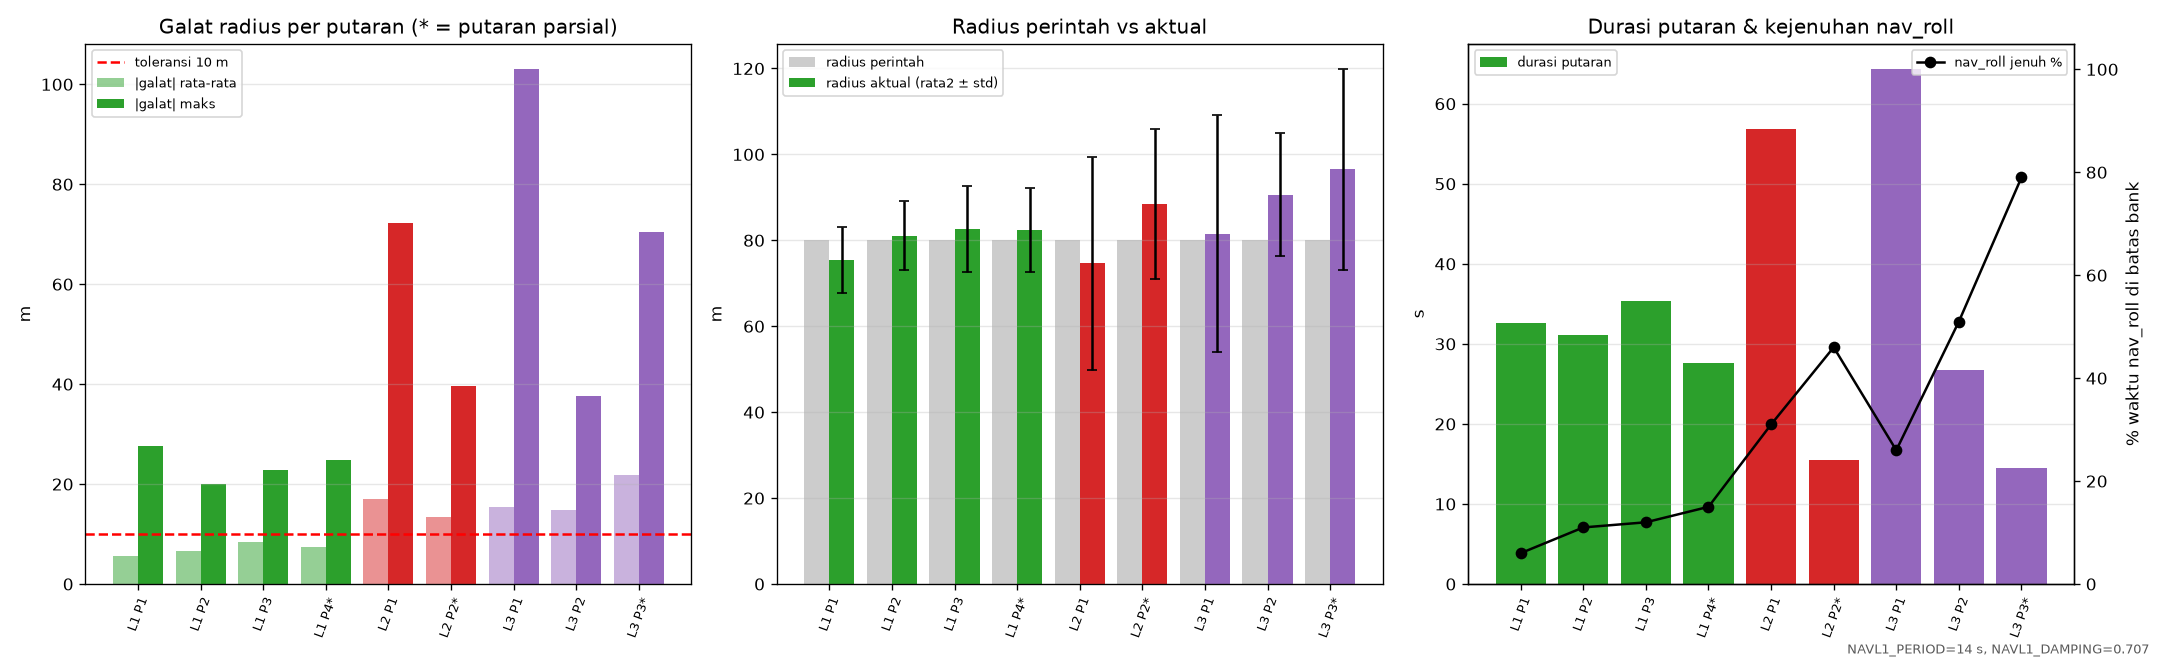 Galat radius per putaran (* = putaran parsial)
toleransi 10 m
|galat| rata-rata
|galat| maks
m
0
20
40
60
80
100
L1 P1
L1 P2
L1 P3
L1 P4*
L2 P1
L2 P2*
L3 P1
L3 P2
L3 P3*
Radius perintah vs aktual
radius perintah
radius aktual (rata2 ± std)
m
0
20
40
60
80
100
120
L1 P1
L1 P2
L1 P3
L1 P4*
L2 P1
L2 P2*
L3 P1
L3 P2
L3 P3*
Durasi putaran & kejenuhan nav_roll
durasi putaran
nav_roll jenuh %
s
0
10
20
30
40
50
60
L1 P1
L1 P2
L1 P3
L1 P4*
L2 P1
L2 P2*
L3 P1
L3 P2
L3 P3*
0
20
40
60
80
100
% waktu nav_roll di batas bank
NAVL1_PERIOD=14 s, NAVL1_DAMPING=0.707